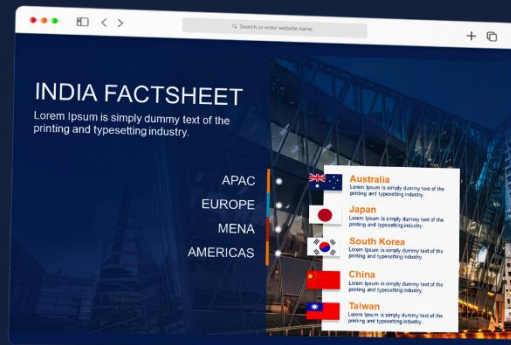 Search or enter website name
INDIA FACTSHEET
Lorem Ipsum is simply dummy text of the
printing and typesetting industry.
APAC
EUROPE
MENA
AMERICAS
Australia
Lorem Ipsum is simply dummy text of the
printing and typesetting industry.
Japan
Lorem Ipsum is simply dummy text of the
printing and typesetting industry.
South Korea
Lorem Ipsum is simply dummy text of the
printing and typesetting industry.
China
Lorem Ipsum is simply dummy text of the
printing and typesetting industry.
Taiwan
Lorem Ipsum is simply dummy text of the
printing and typesetting industry.